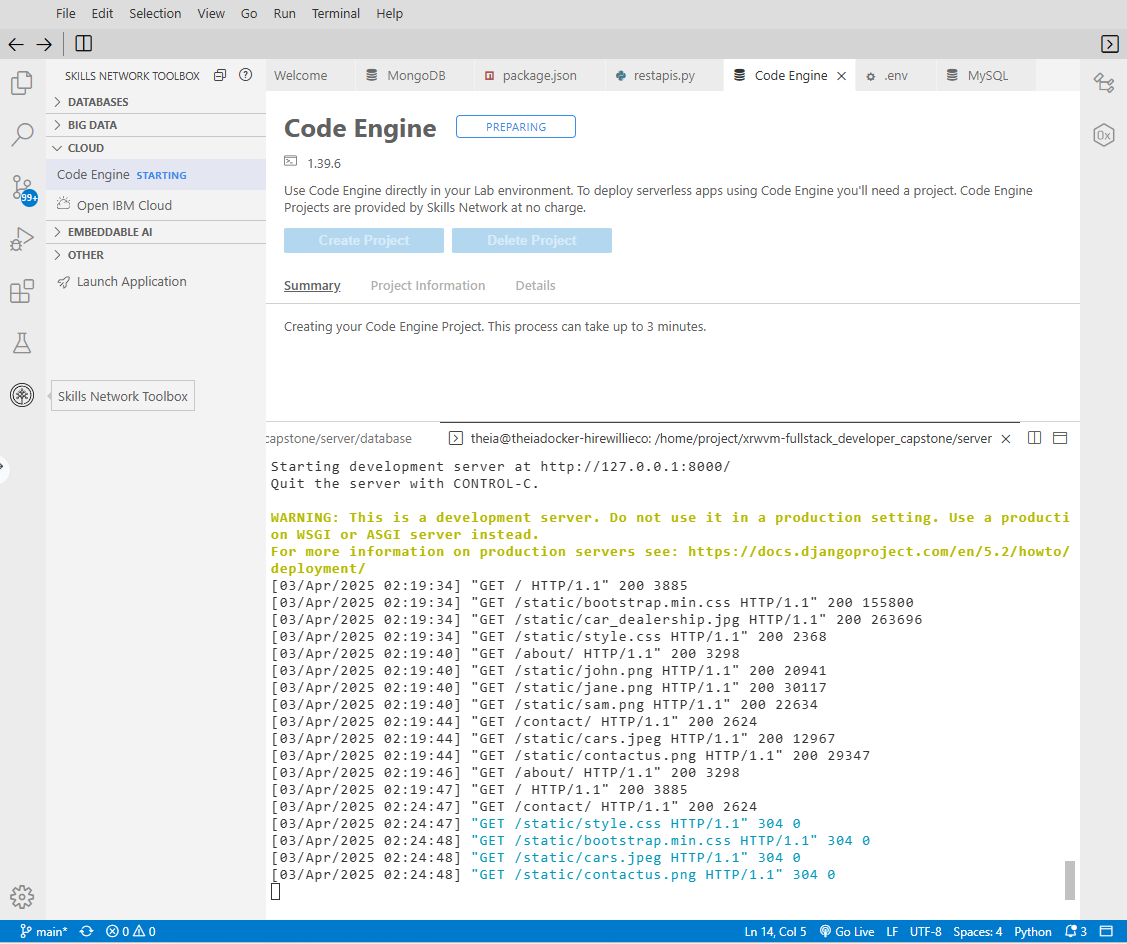 File Edit Selection View Go Run Terminal Help
SKILLS NETWORK TOOLBOX
Welcome MongoDB package.json restapis.py Code Engine .env MySQL
DATABASES
BIG DATA
CLOUD
Code Engine STARTING
Open IBM Cloud
EMBEDDABLE AI
OTHER
Launch Application
99+
Skills Network Toolbox
0x
Code Engine PREPARING
1.39.6
Use Code Engine directly in your Lab environment. To deploy serverless apps using Code Engine you'll need a project. Code Engine
Projects are provided by Skills Network at no charge.
Create Project Delete Project
Summary Project Information Details
Creating your Code Engine Project. This process can take up to 3 minutes.
capstone/server/database theia@theiadocker-hirewillieco: /home/project/xrwvm-fullstack_developer_capstone/server
Starting development server at http://127.0.0.1:8000/
Quit the server with CONTROL-C.
WARNING: This is a development server. Do not use it in a production setting. Use a producti
on WSGI or ASGI server instead.
For more information on production servers see: https://docs.djangoproject.com/en/5.2/howto/
deployment/
[03/Apr/2025 02:19:34] "GET / HTTP/1.1" 200 3885
[03/Apr/2025 02:19:34] "GET /static/bootstrap.min.css HTTP/1.1" 200 155800
[03/Apr/2025 02:19:34] "GET /static/car_dealership.jpg HTTP/1.1" 200 263696
[03/Apr/2025 02:19:34] "GET /static/style.css HTTP/1.1" 200 2368
[03/Apr/2025 02:19:40] "GET /about/ HTTP/1.1" 200 3298
[03/Apr/2025 02:19:40] "GET /static/john.png HTTP/1.1" 200 20941
[03/Apr/2025 02:19:40] "GET /static/jane.png HTTP/1.1" 200 30117
[03/Apr/2025 02:19:40] "GET /static/sam.png HTTP/1.1" 200 22634
[03/Apr/2025 02:19:44] "GET /contact/ HTTP/1.1" 200 2624
[03/Apr/2025 02:19:44] "GET /static/cars.jpeg HTTP/1.1" 200 12967
[03/Apr/2025 02:19:44] "GET /static/contactus.png HTTP/1.1" 200 29347
[03/Apr/2025 02:19:46] "GET /about/ HTTP/1.1" 200 3298
[03/Apr/2025 02:19:47] "GET / HTTP/1.1" 200 3885
[03/Apr/2025 02:24:47] "GET /contact/ HTTP/1.1" 200 2624
[03/Apr/2025 02:24:47] "GET /static/style.css HTTP/1.1" 304 0
[03/Apr/2025 02:24:48] "GET /static/bootstrap.min.css HTTP/1.1" 304 0
[03/Apr/2025 02:24:48] "GET /static/cars.jpeg HTTP/1.1" 304 0
[03/Apr/2025 02:24:48] "GET /static/contactus.png HTTP/1.1" 304 0
main* 0 0 Ln 14, Col 5 Go Live LF UTF-8 Spaces: 4 Python 3